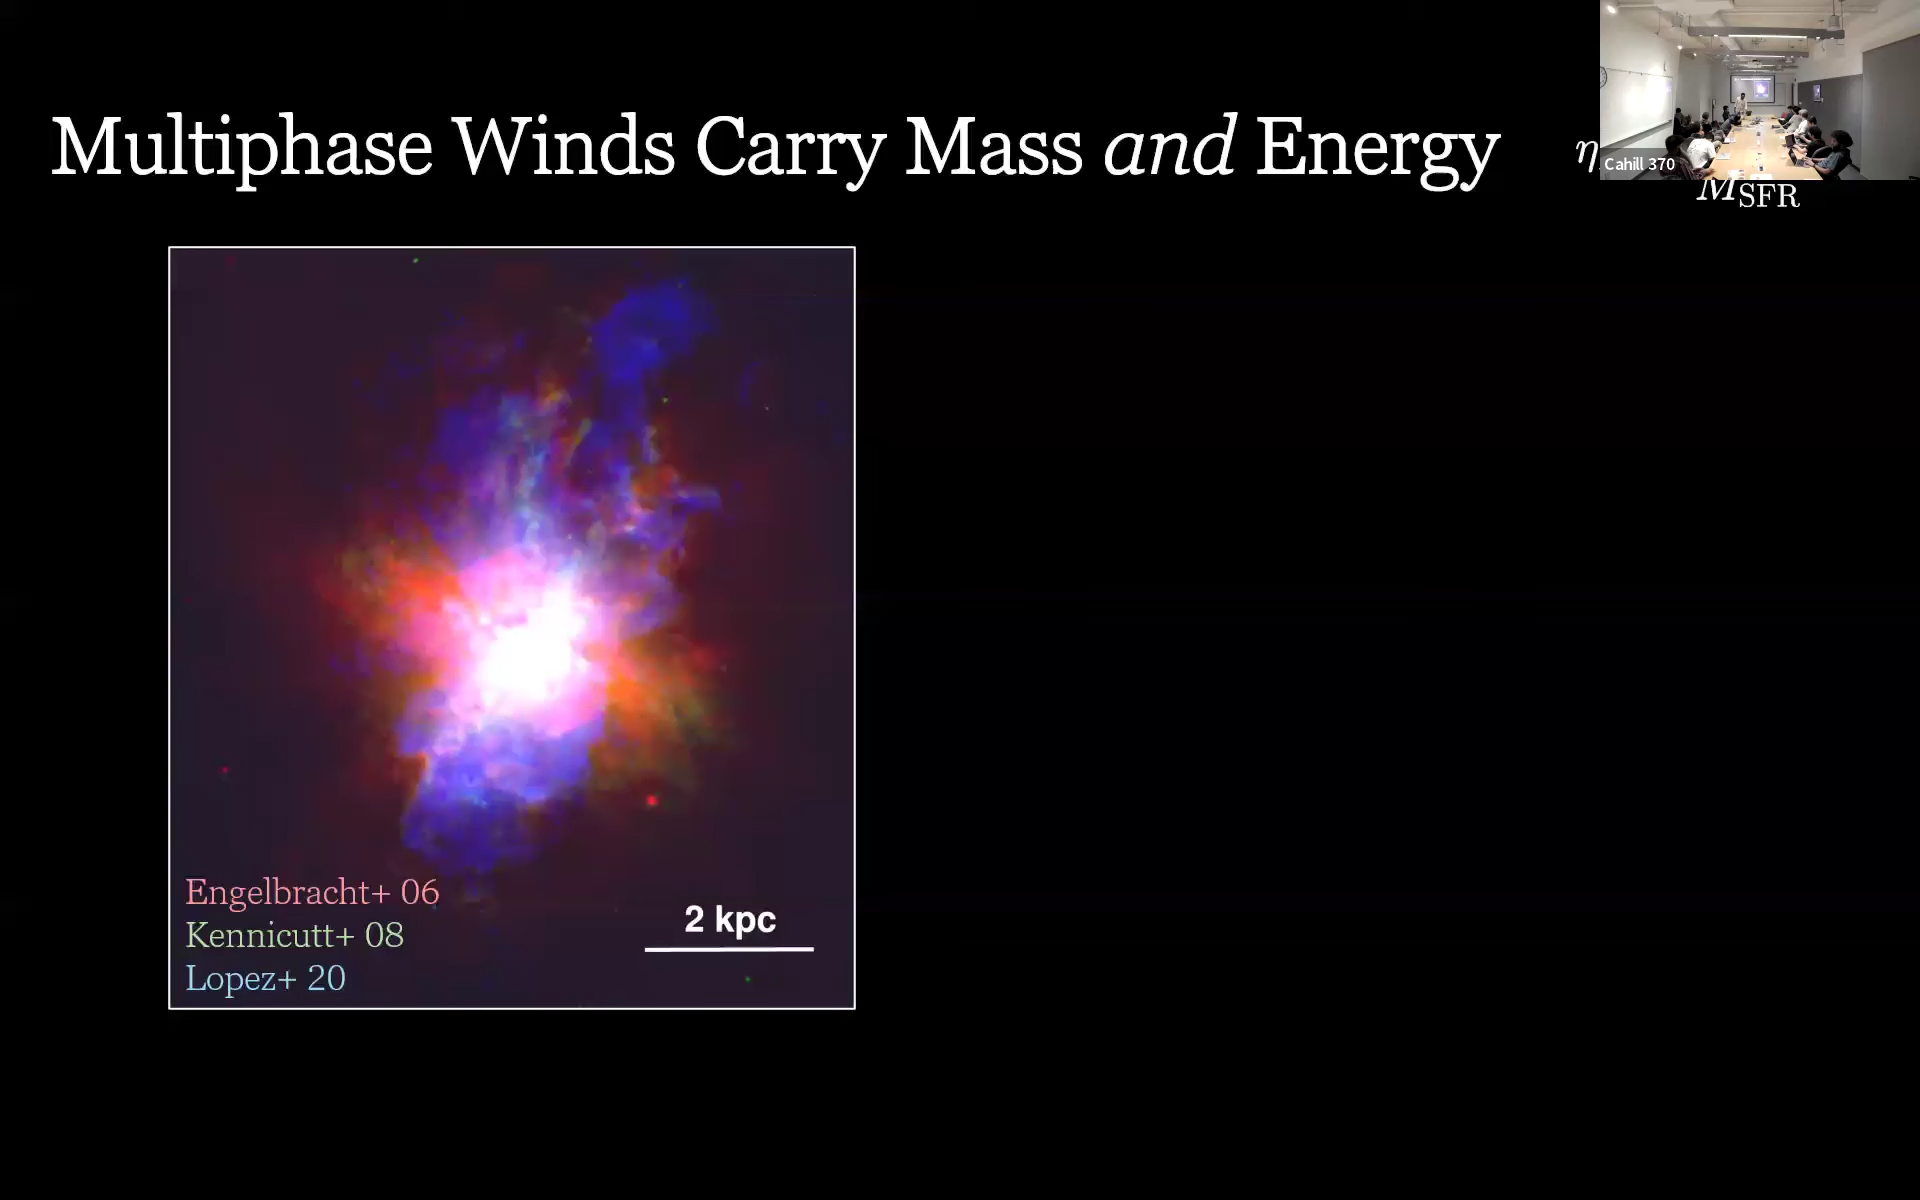 Multiphase Winds Carry Mass and Energy
η
Cahill 370
M_SFR
Engelbracht+ 06
Kennicutt+ 08
Lopez+ 20
2 kpc